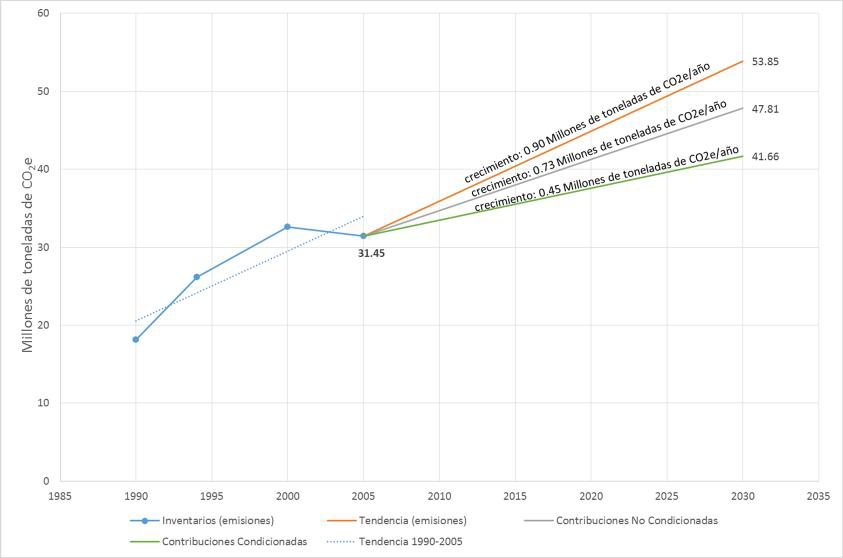 60
50
40
30
20
10
0
Millones de toneladas de CO₂e
1985 1990 1995 2000 2005 2010 2015 2020 2025 2030 2035
crecimiento: 0.90 Millones de toneladas de CO2e/año
crecimiento: 0.73 Millones de toneladas de CO2e/año
crecimiento: 0.45 Millones de toneladas de CO2e/año
53.85
47.81
41.66
31.45
Inventarios (emisiones) Tendencia (emisiones) Contribuciones No Condicionadas
Contribuciones Condicionadas Tendencia 1990-2005